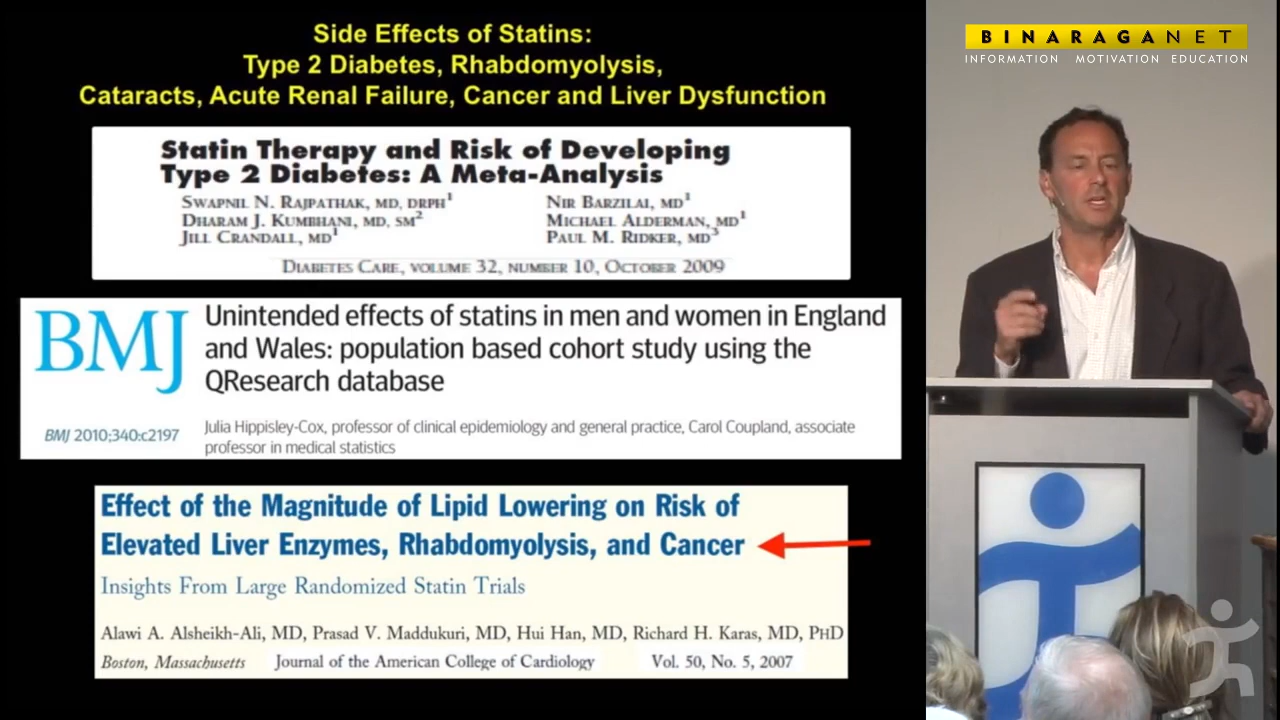 Side Effects of Statins:
Type 2 Diabetes, Rhabdomyolysis,
Cataracts, Acute Renal Failure, Cancer and Liver Dysfunction
Statin Therapy and Risk of Developing
Type 2 Diabetes: A Meta-Analysis
SWAPNIL N. RAJPATHAK, MD, DRPH1
DHARAM J. KUMBHANI, MD, SM2
JILL CRANDALL, MD1
NIR BARZILAI, MD1
MICHAEL ALDERMAN, MD1
PAUL M. RIDKER, MD3
DIABETES CARE, VOLUME 32, NUMBER 10, OCTOBER 2009
BMJ
BMJ 2010;340:c2197
Unintended effects of statins in men and women in England
and Wales: population based cohort study using the
QResearch database
Julia Hippisley-Cox, professor of clinical epidemiology and general practice, Carol Coupland, associate
professor in medical statistics
Effect of the Magnitude of Lipid Lowering on Risk of
Elevated Liver Enzymes, Rhabdomyolysis, and Cancer
Insights From Large Randomized Statin Trials
Alawi A. Alsheikh-Ali, MD, Prasad V. Maddukuri, MD, Hui Han, MD, Richard H. Karas, MD, PHD
Boston, Massachusetts Journal of the American College of Cardiology Vol. 50, No. 5, 2007
BINARAGANET
INFORMATION MOTIVATION EDUCATION